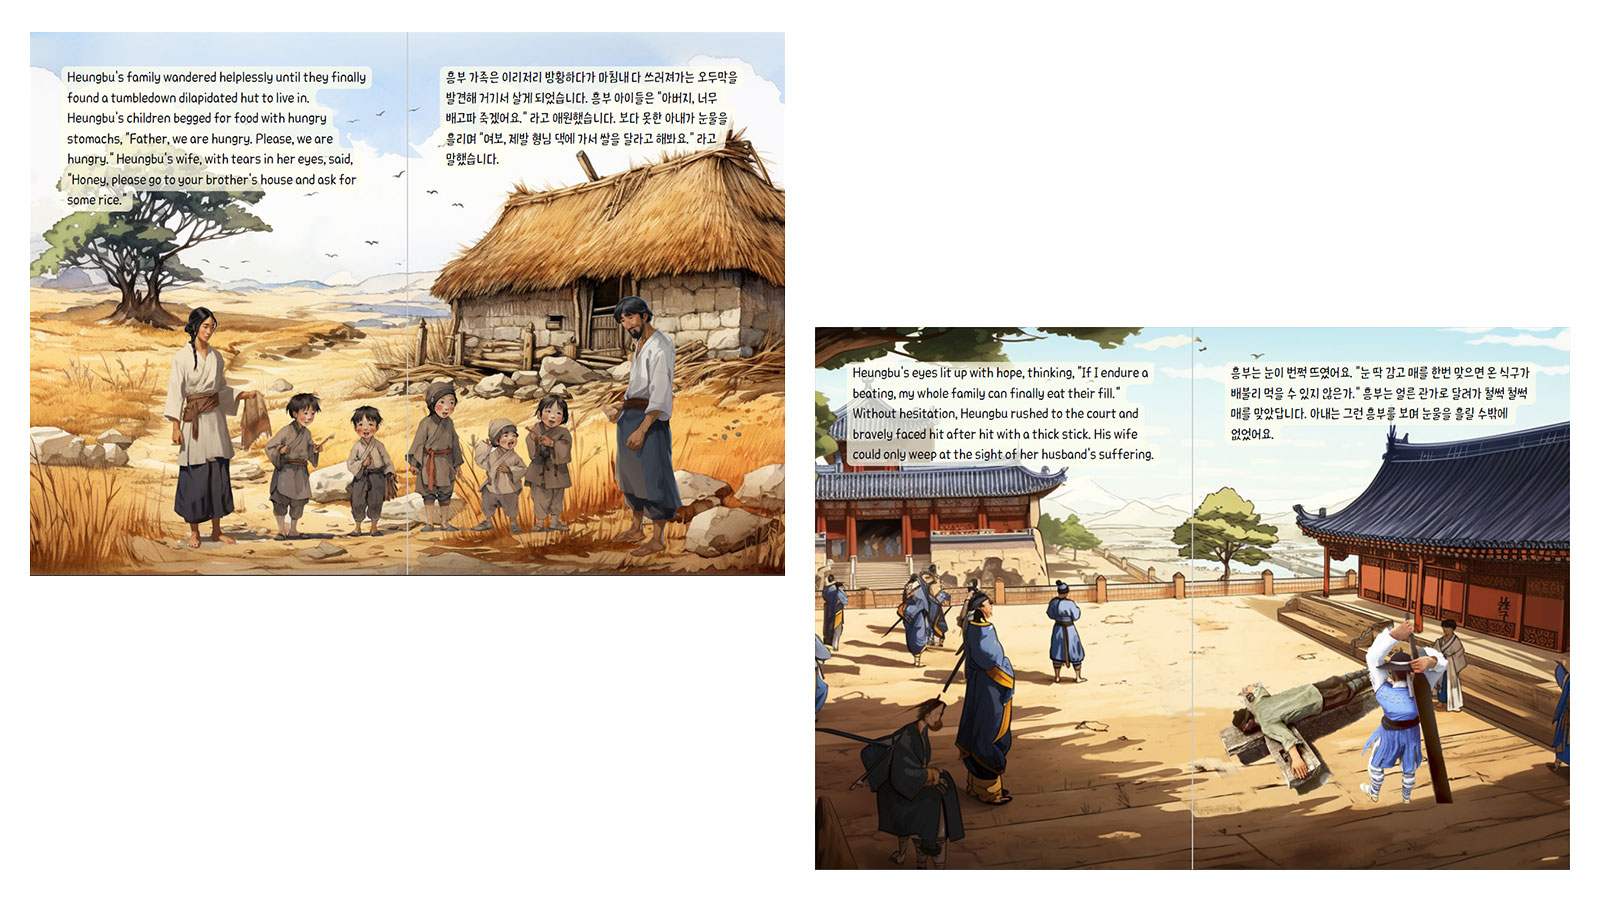 Heungbu's family wandered helplessly until they finally
found a tumbledown dilapidated hut to live in.
Heungbu's children begged for food with hungry
stomachs, "Father, we are hungry. Please, we are
hungry." Heungbu's wife, with tears in her eyes, said,
"Honey, please go to your brother's house and ask for
some rice."
흥부 가족은 이리저리 방황하다가 마침내 다 쓰러져가는 오두막을
발견해 거기서 살게 되었습니다. 흥부 아이들은 "아버지, 너무
배고파 죽겠어요." 라고 애원했습니다. 보다 못한 아내가 눈물을
흘리며 "여보, 제발 형님 댁에 가서 쌀을 달라고 해봐요." 라고
말했습니다.
Heungbu's eyes lit up with hope, thinking, "If I endure a
beating, my whole family can finally eat their fill."
Without hesitation, Heungbu rushed to the court and
bravely faced hit after hit with a thick stick. His wife
could only weep at the sight of her husband's suffering.
흥부는 눈이 번쩍 뜨였어요. "눈 딱 감고 매를 한번 맞으면 온 식구가
배불리 먹을 수 있지 않은가." 흥부는 얼른 관가로 달려가 철썩 철썩
매를 맞았답니다. 아내는 그런 흥부를 보며 눈물을 흘릴 수밖에
없었어요.